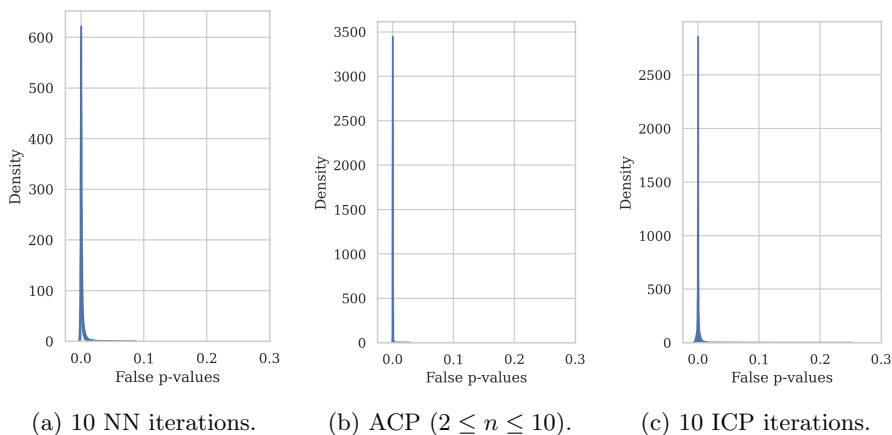 600
500
400
300
200
100
0
Density
0.0 0.1 0.2 0.3
False p-values
3500
3000
2500
2000
1500
1000
500
0
Density
0.0 0.1 0.2 0.3
False p-values
2500
2000
1500
1000
500
0
Density
0.0 0.1 0.2 0.3
False p-values
(a) 10 NN iterations. (b) ACP (2 ≤ n ≤ 10). (c) 10 ICP iterations.